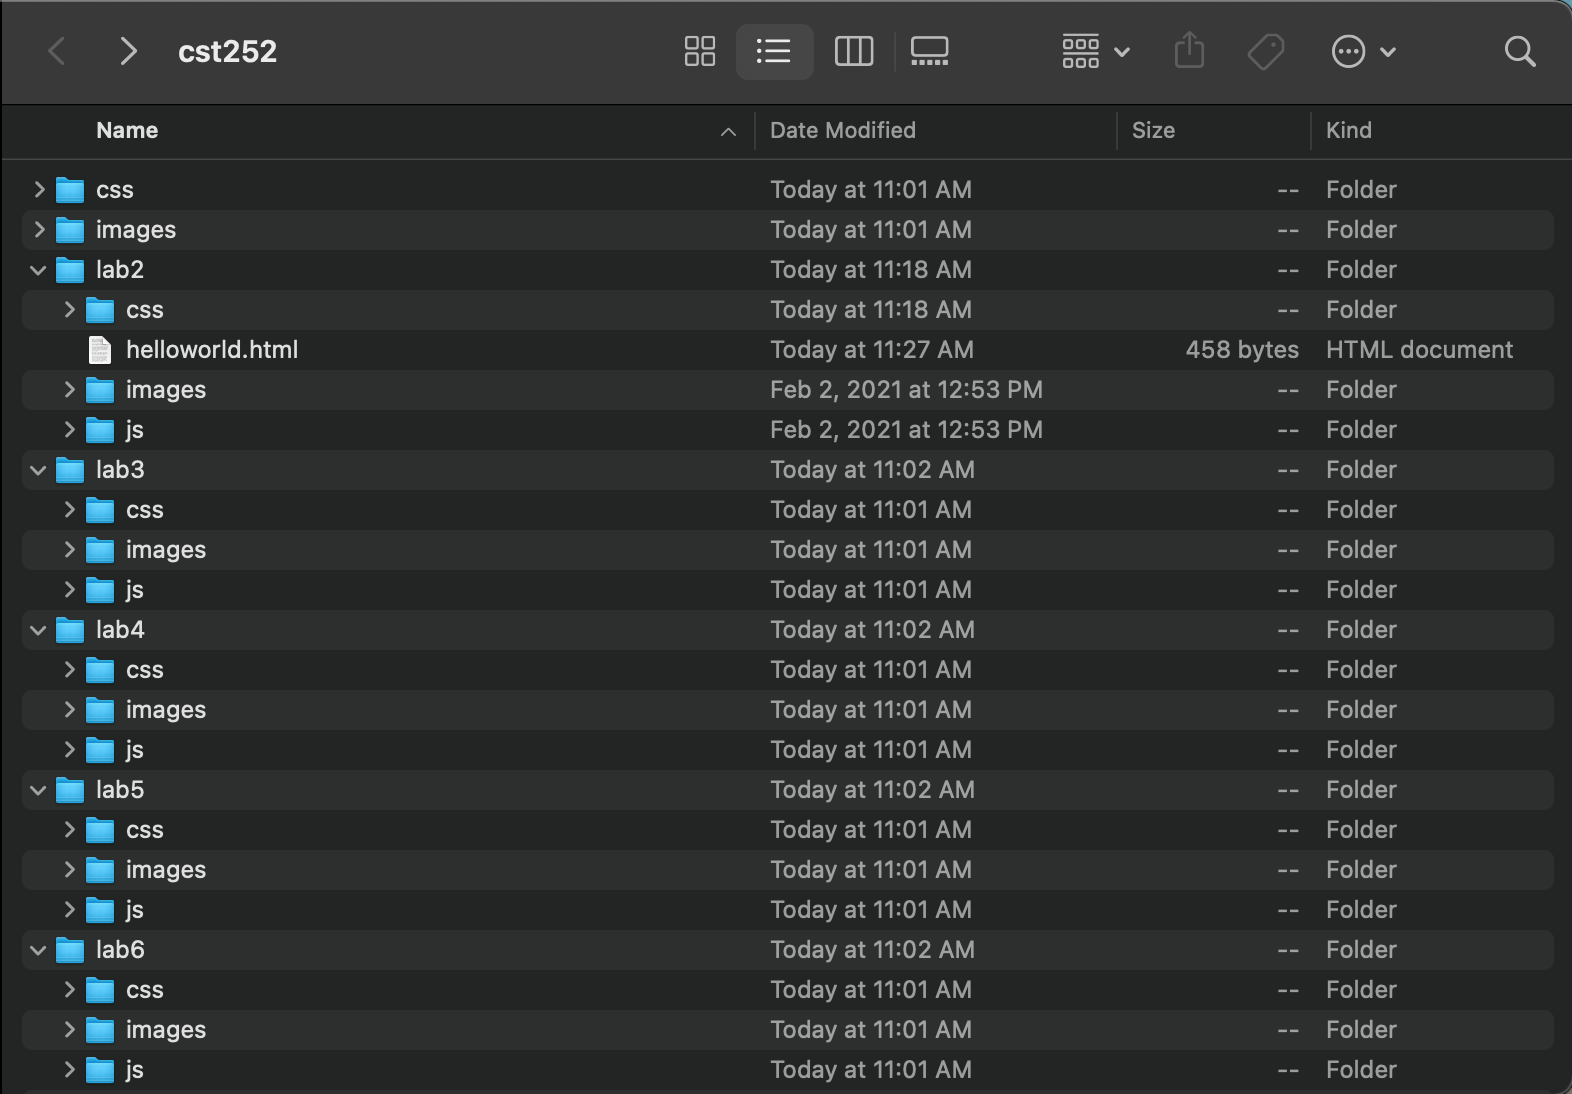 cst252
Name Date Modified Size Kind
css Today at 11:01 AM -- Folder
images Today at 11:01 AM -- Folder
lab2 Today at 11:18 AM -- Folder
css Today at 11:18 AM -- Folder
helloworld.html Today at 11:27 AM 458 bytes HTML document
images Feb 2, 2021 at 12:53 PM -- Folder
js Feb 2, 2021 at 12:53 PM -- Folder
lab3 Today at 11:02 AM -- Folder
css Today at 11:01 AM -- Folder
images Today at 11:01 AM -- Folder
js Today at 11:01 AM -- Folder
lab4 Today at 11:02 AM -- Folder
css Today at 11:01 AM -- Folder
images Today at 11:01 AM -- Folder
js Today at 11:01 AM -- Folder
lab5 Today at 11:02 AM -- Folder
css Today at 11:01 AM -- Folder
images Today at 11:01 AM -- Folder
js Today at 11:01 AM -- Folder
lab6 Today at 11:02 AM -- Folder
css Today at 11:01 AM -- Folder
images Today at 11:01 AM -- Folder
js Today at 11:01 AM -- Folder